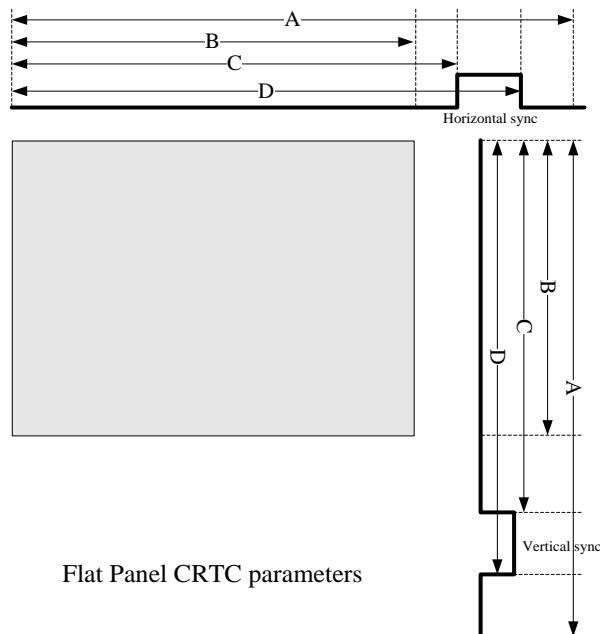 A
B
C
D
Horizontal sync
B
C
D
A
Vertical sync
Flat Panel CRTC parameters